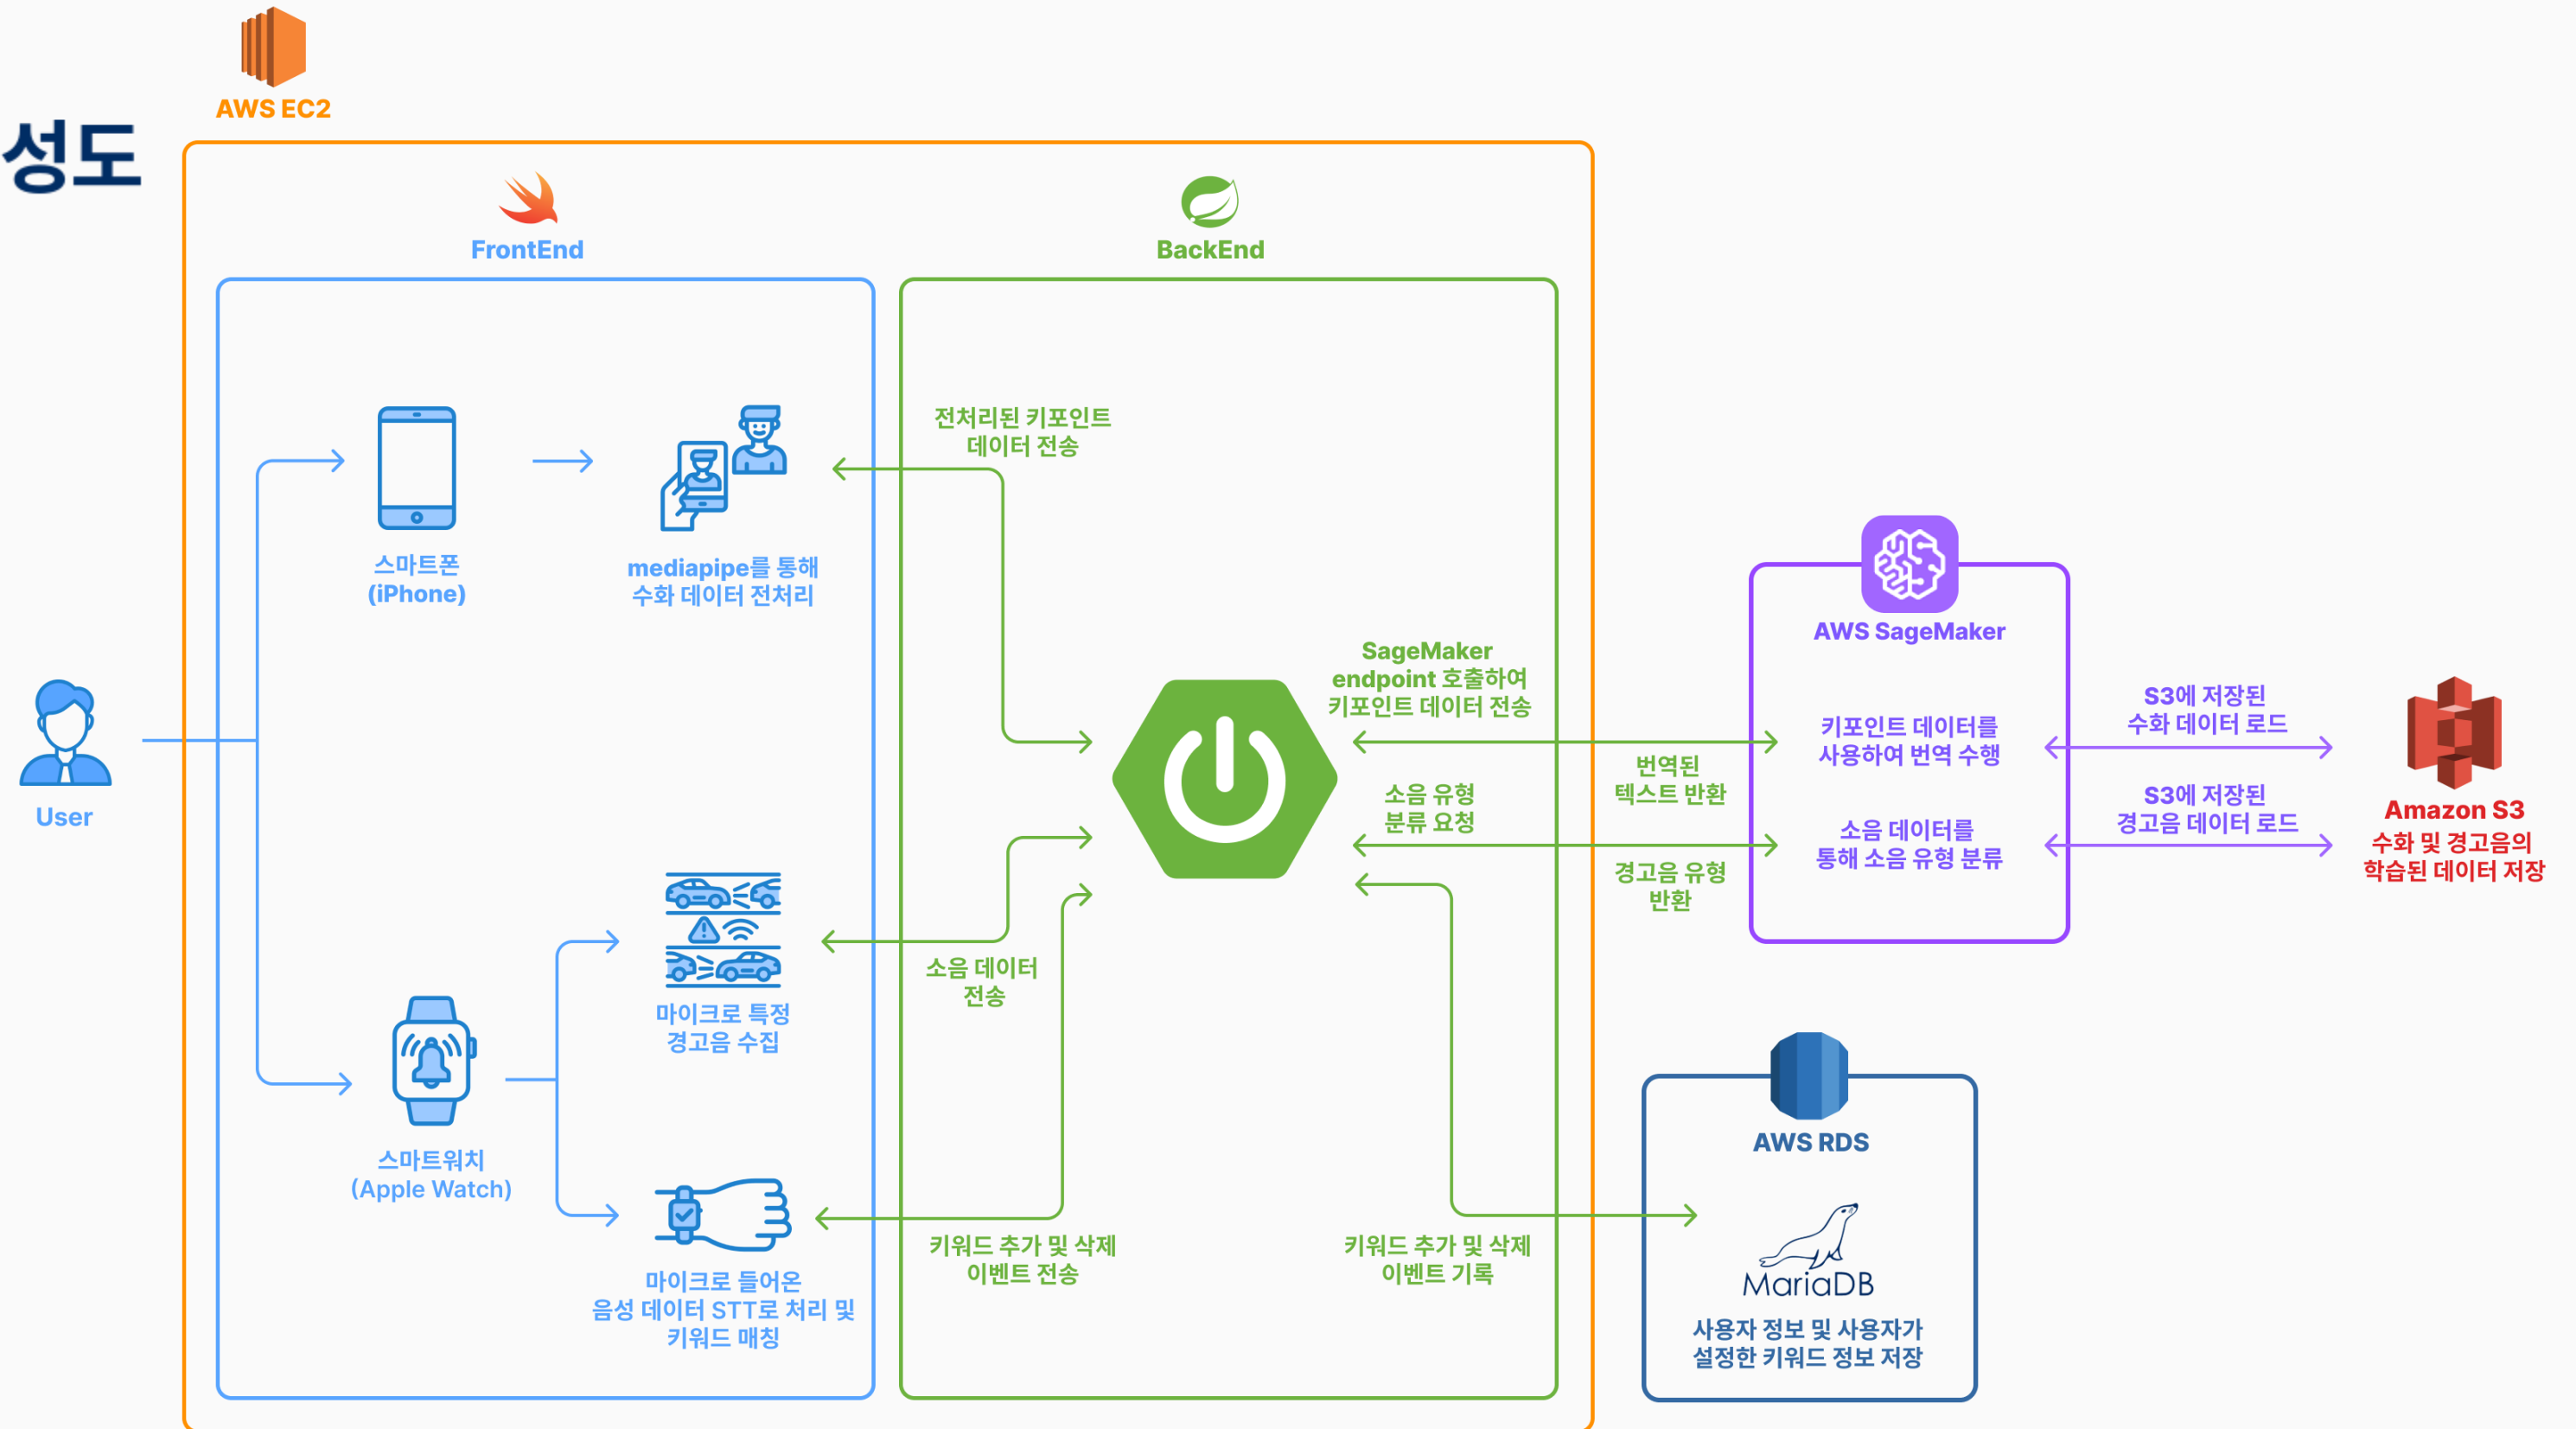 AWS EC2
성도
FrontEnd
BackEnd
전처리된 키포인트
데이터 전송
스마트폰
(iPhone)
mediapipe를 통해
수화 데이터 전처리
User
SageMaker
endpoint 호출하여
키포인트 데이터 전송
번역된
텍스트 반환
소음 유형
분류 요청
경고음 유형
반환
AWS SageMaker
키포인트 데이터를
사용하여 번역 수행
소음 데이터를
통해 소음 유형 분류
S3에 저장된
수화 데이터 로드
S3에 저장된
경고음 데이터 로드
Amazon S3
수화 및 경고음의
학습된 데이터 저장
소음 데이터
전송
마이크로 특정
경고음 수집
스마트워치
(Apple Watch)
마이크로 들어온
음성 데이터 STT로 처리 및
키워드 매칭
키워드 추가 및 삭제
이벤트 전송
키워드 추가 및 삭제
이벤트 기록
AWS RDS
MariaDB
사용자 정보 및 사용자가
설정한 키워드 정보 저장